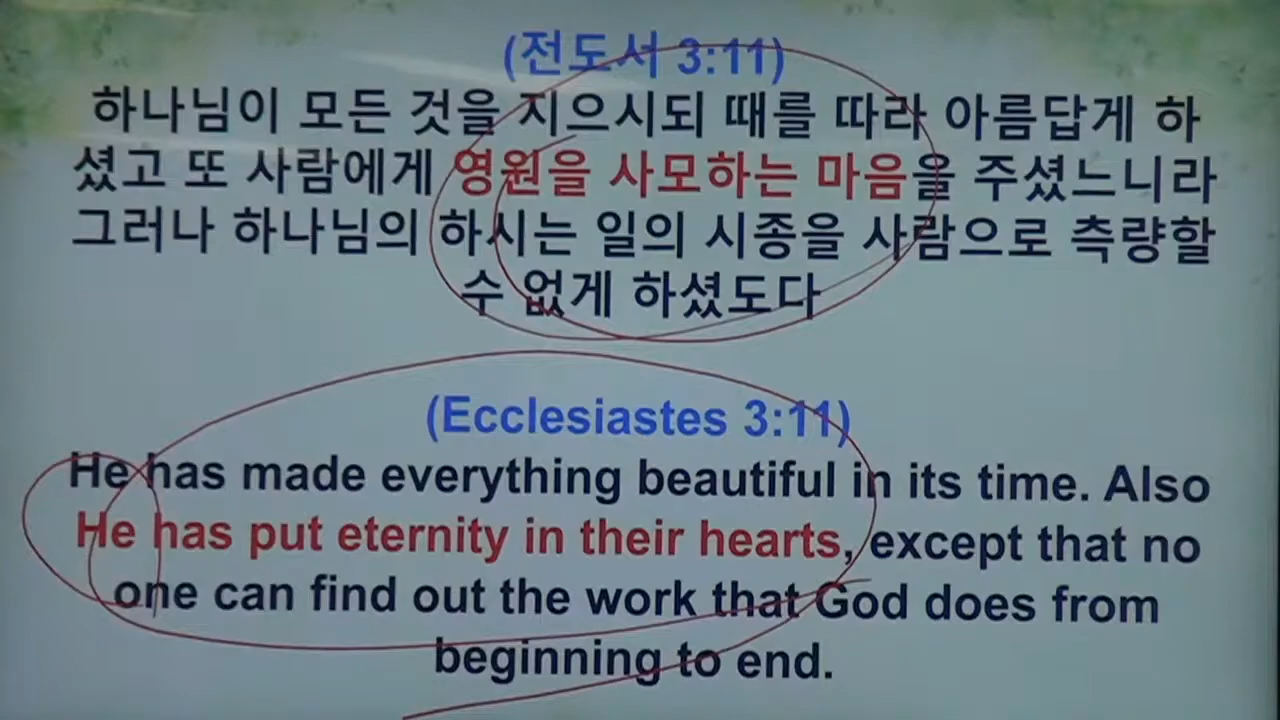 (전도서 3:11)
하나님이 모든 것을 지으시되 때를 따라 아름답게 하
셨고 또 사람에게 영원을 사모하는 마음을 주셨느니라
그러나 하나님의 하시는 일의 시종을 사람으로 측량할
수 없게 하셨도다
(Ecclesiastes 3:11)
He has made everything beautiful in its time. Also
He has put eternity in their hearts, except that no
one can find out the work that God does from
beginning to end.